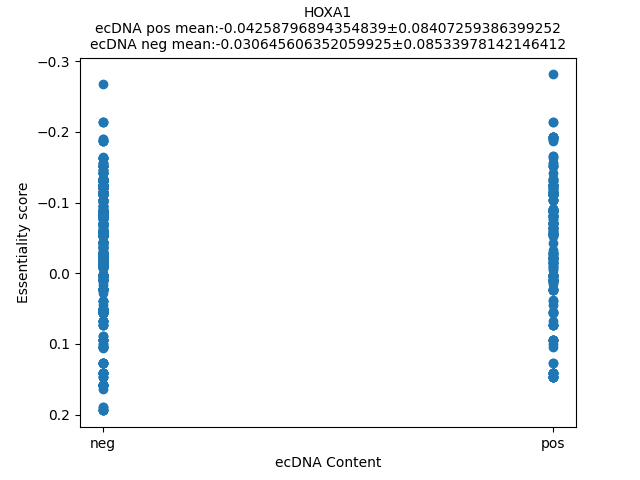 HOXA1
ecDNA pos mean:-0.04258796894354839±0.08407259386399252
ecDNA neg mean:-0.030645606352059925±0.08533978142146412
−0.3
−0.2
−0.1
0.0
0.1
0.2
Essentiality score
neg
pos
ecDNA Content